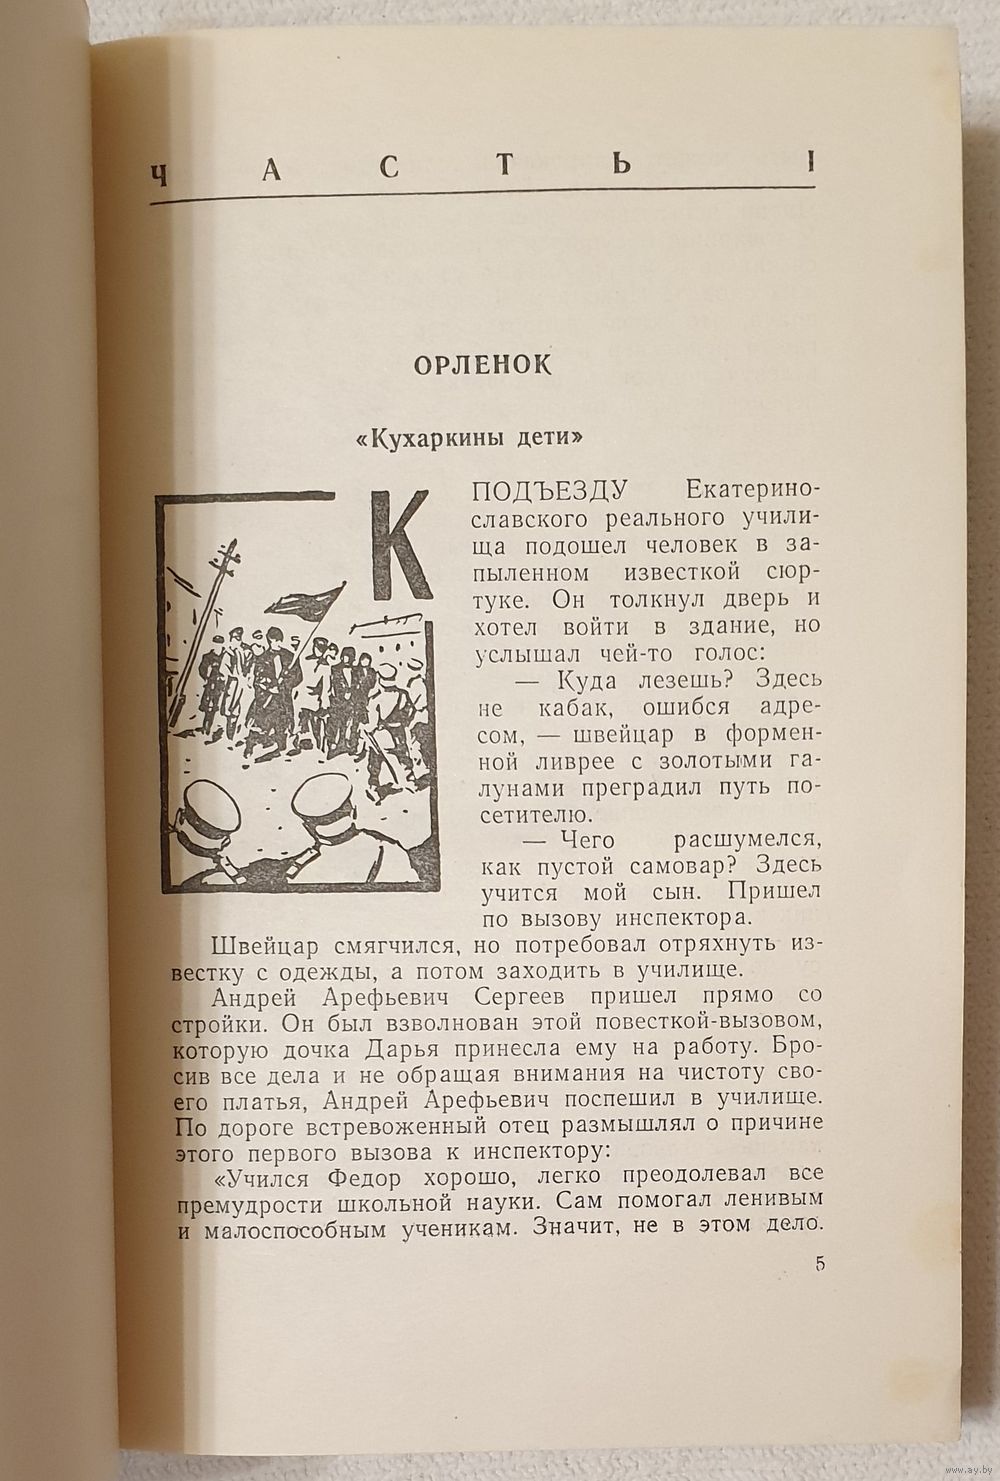 ЧАСТЬ I
ОРЛЕНОК
«Кухаркины дети»
К ПОДЪЕЗДУ Екатерино-
славского реального учили-
ща подошел человек в за-
пыленном известкой сюр-
туке. Он толкнул дверь и
хотел войти в здание, но
услышал чей-то голос:
— Куда лезешь? Здесь
не кабак, ошибся адре-
сом, — швейцар в формен-
ной ливрее с золотыми га-
лунами преградил путь по-
сетителю.
— Чего расшумелся,
как пустой самовар? Здесь
учится мой сын. Пришел
по вызову инспектора.
Швейцар смягчился, но потребовал отряхнуть из-
вестку с одежды, а потом заходить в училище.
Андрей Арефьевич Сергеев пришел прямо со
стройки. Он был взволнован этой повесткой-вызовом,
которую дочка Дарья принесла ему на работу. Бро-
сив все дела и не обращая внимания на чистоту сво-
его платья, Андрей Арефьевич поспешил в училище.
По дороге встревоженный отец размышлял о причине
этого первого вызова к инспектору:
«Учился Федор хорошо, легко преодолевал все
премудрости школьной науки. Сам помогал ленивым
и малоспособным ученикам. Значит, не в этом дело.
5
www.ay.by